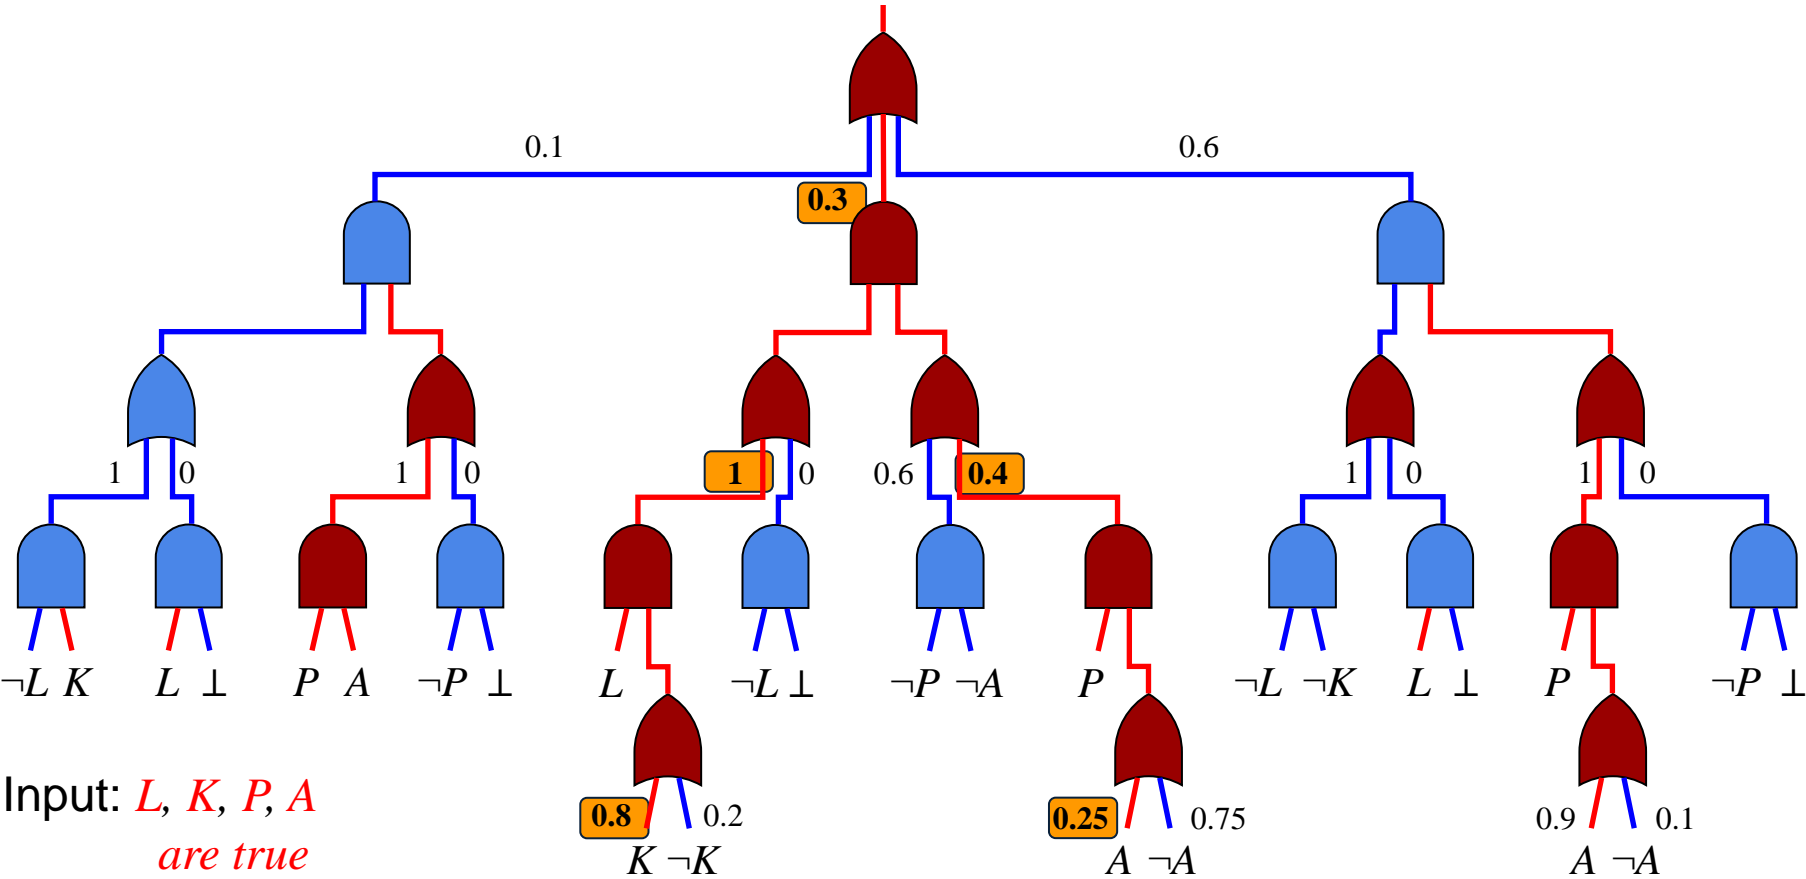 0.1 0.6
0.3
1 0 1 0 1 0 0.6 0.4 1 0 1 0
¬L K L ⊥ P A ¬P ⊥ L ¬L ⊥ ¬P ¬A P ¬L ¬K L ⊥ P ¬P ⊥
Input: L, K, P, A
0.8 0.2 0.25 0.75 0.9 0.1
are true
K ¬K A ¬A A ¬A